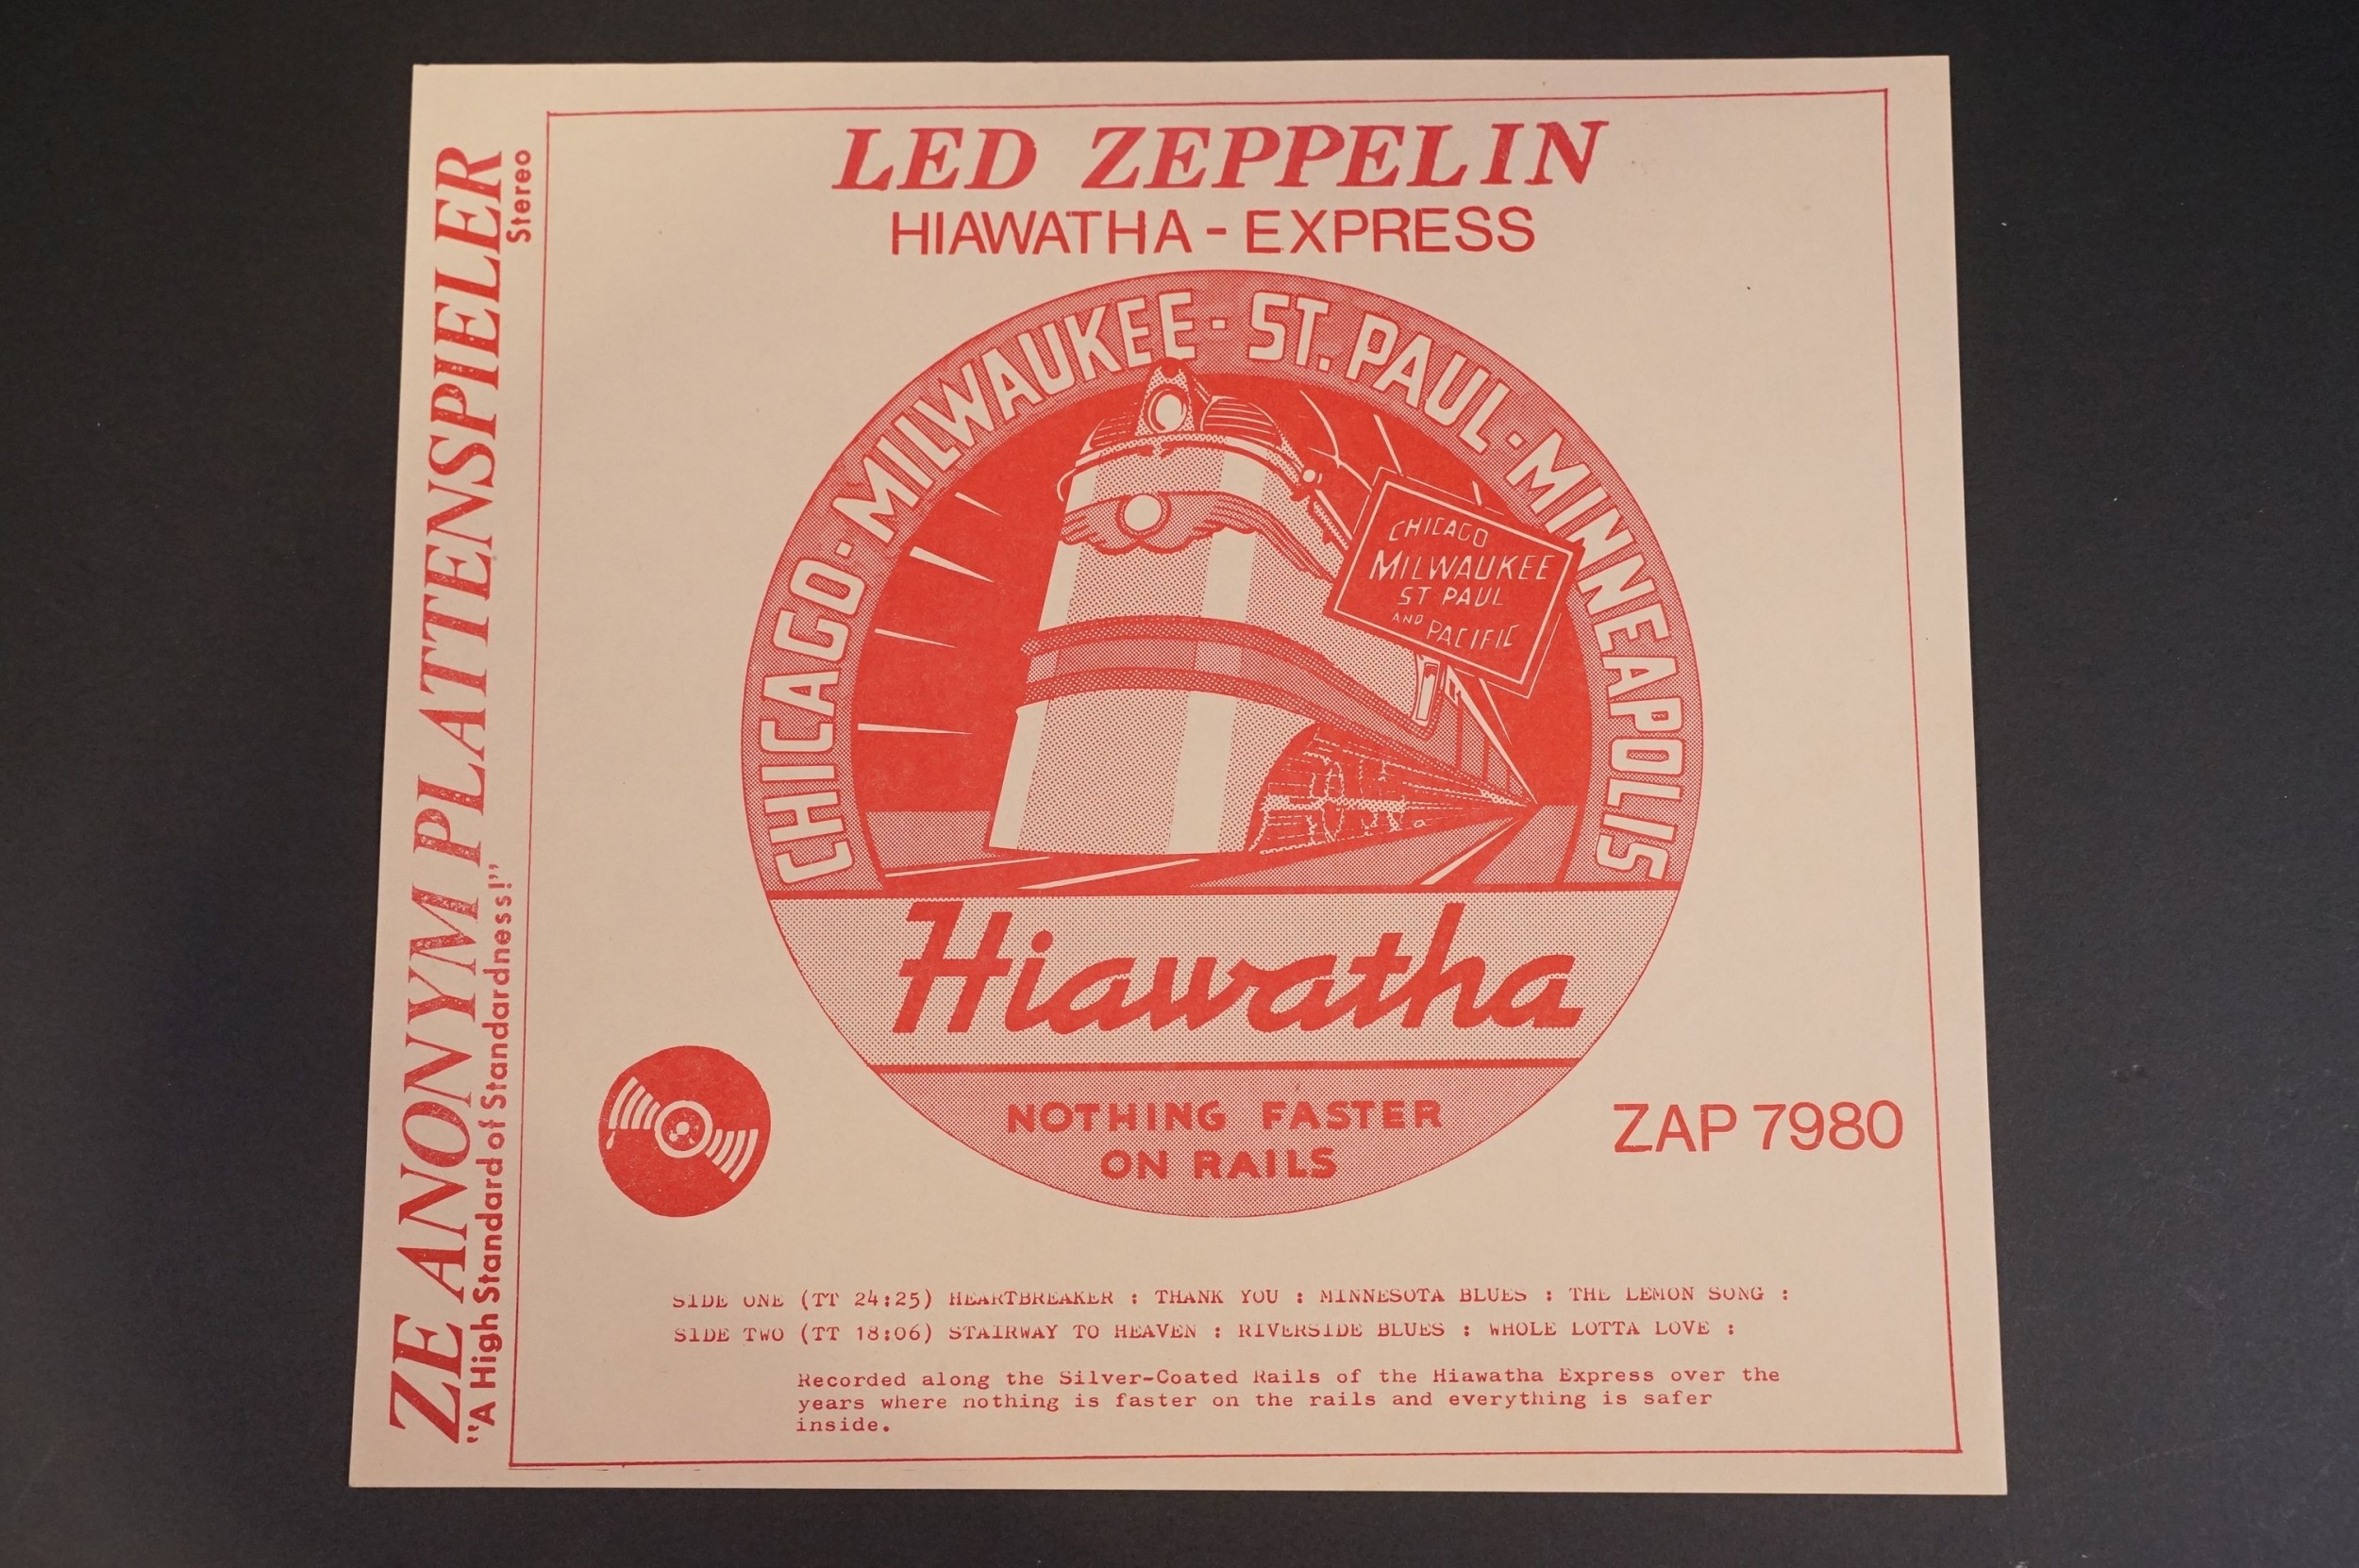 ZE ANONYM PLATTENSPIELER
"A High Standard of Standardness!"
Stereo
LED ZEPPELIN
HIAWATHA - EXPRESS
CHICAGO · MILWAUKEE · ST. PAUL · MINNEAPOLIS
CHICAGO
MILWAUKEE
ST PAUL
AND PACIFIC
Hiawatha
NOTHING FASTER
ON RAILS
ZAP 7980
SIDE ONE (TT 24:25) HEARTBREAKER : THANK YOU : MINNESOTA BLUES : THE LEMON SONG :
SIDE TWO (TT 18:06) STAIRWAY TO HEAVEN : RIVERSIDE BLUES : WHOLE LOTTA LOVE :
Recorded along the Silver-Coated Rails of the Hiawatha Express over the
years where nothing is faster on the rails and everything is safer
inside.